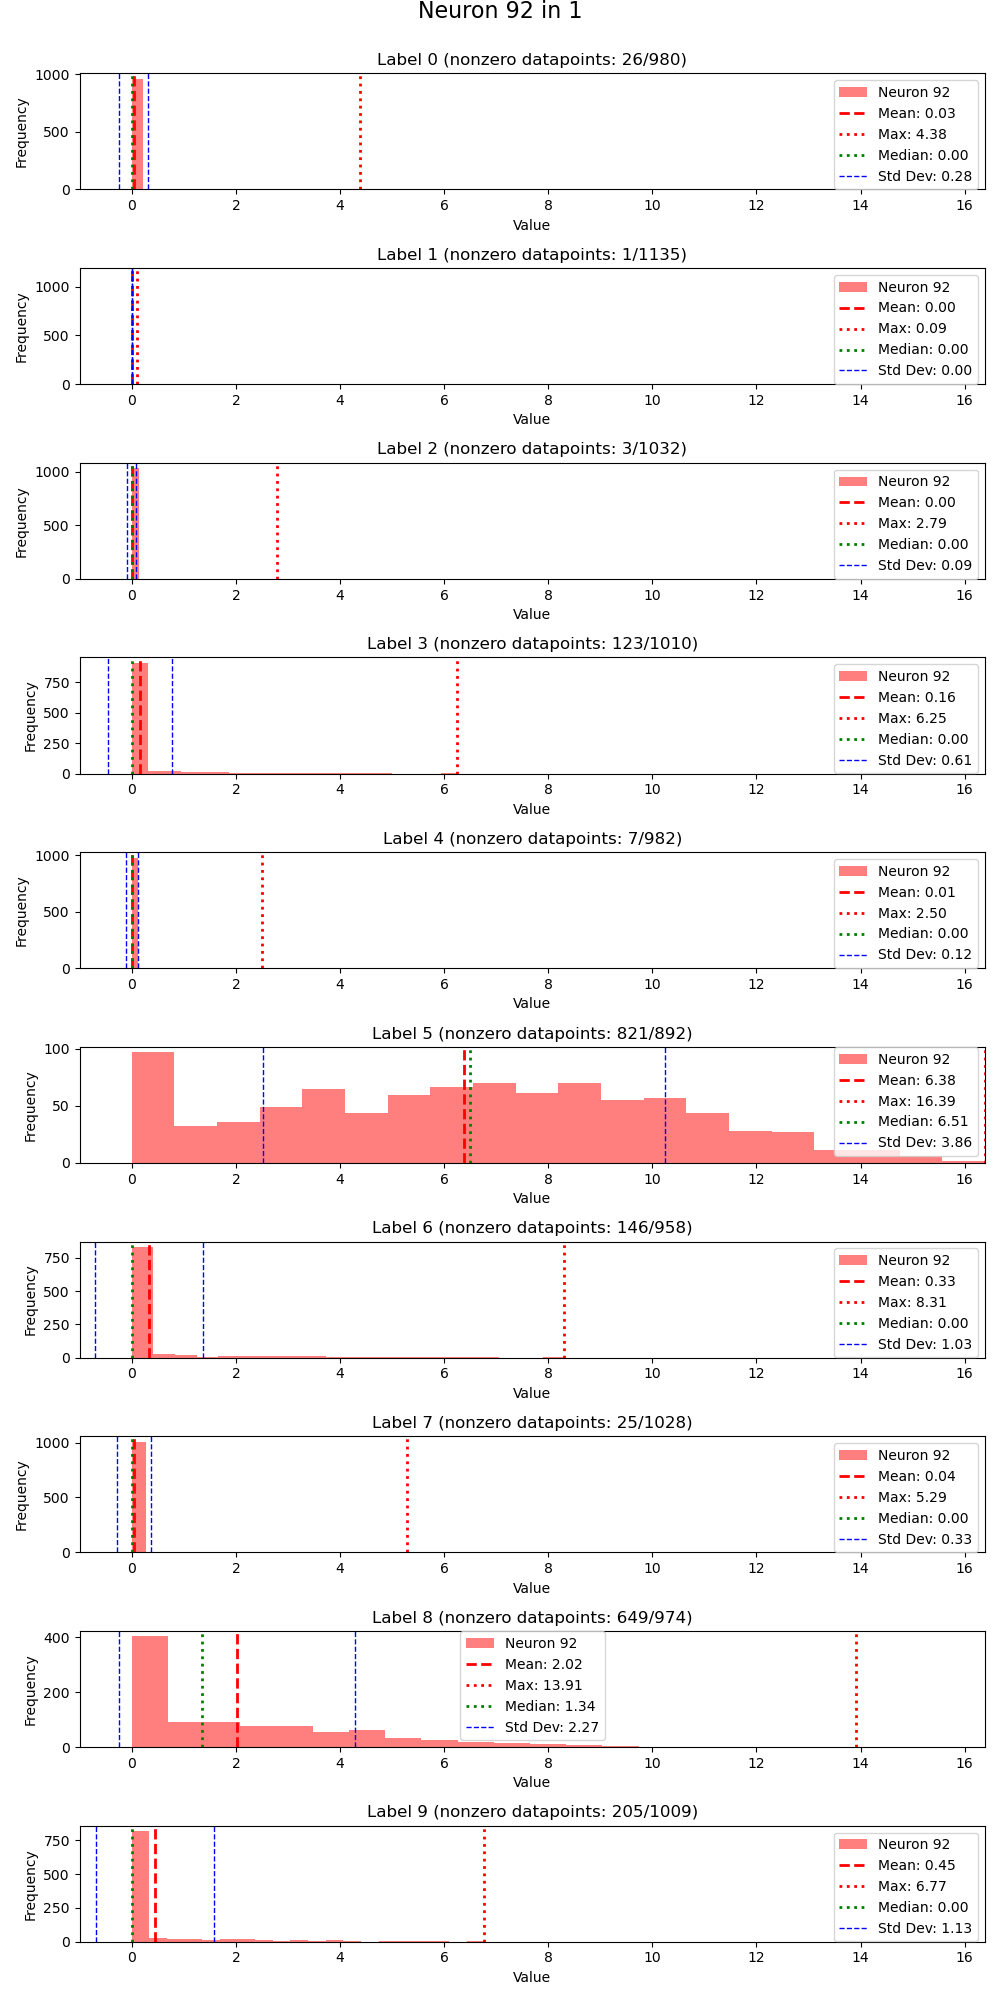 Neuron 92 in 1
Label 0 (nonzero datapoints: 26/980)
1000
500
0
Frequency
Neuron 92
Mean: 0.03
Max: 4.38
Median: 0.00
Std Dev: 0.28
0 2 4 6 8 10 12 14 16
Value
Label 1 (nonzero datapoints: 1/1135)
1000
500
0
Frequency
Neuron 92
Mean: 0.00
Max: 0.09
Median: 0.00
Std Dev: 0.00
0 2 4 6 8 10 12 14 16
Value
Label 2 (nonzero datapoints: 3/1032)
1000
500
0
Frequency
Neuron 92
Mean: 0.00
Max: 2.79
Median: 0.00
Std Dev: 0.09
0 2 4 6 8 10 12 14 16
Value
Label 3 (nonzero datapoints: 123/1010)
750
500
250
0
Frequency
Neuron 92
Mean: 0.16
Max: 6.25
Median: 0.00
Std Dev: 0.61
0 2 4 6 8 10 12 14 16
Value
Label 4 (nonzero datapoints: 7/982)
1000
500
0
Frequency
Neuron 92
Mean: 0.01
Max: 2.50
Median: 0.00
Std Dev: 0.12
0 2 4 6 8 10 12 14 16
Value
Label 5 (nonzero datapoints: 821/892)
100
50
0
Frequency
Neuron 92
Mean: 6.38
Max: 16.39
Median: 6.51
Std Dev: 3.86
0 2 4 6 8 10 12 14 16
Value
Label 6 (nonzero datapoints: 146/958)
750
500
250
0
Frequency
Neuron 92
Mean: 0.33
Max: 8.31
Median: 0.00
Std Dev: 1.03
0 2 4 6 8 10 12 14 16
Value
Label 7 (nonzero datapoints: 25/1028)
1000
500
0
Frequency
Neuron 92
Mean: 0.04
Max: 5.29
Median: 0.00
Std Dev: 0.33
0 2 4 6 8 10 12 14 16
Value
Label 8 (nonzero datapoints: 649/974)
400
200
0
Frequency
Neuron 92
Mean: 2.02
Max: 13.91
Median: 1.34
Std Dev: 2.27
0 2 4 6 8 10 12 14 16
Value
Label 9 (nonzero datapoints: 205/1009)
750
500
250
0
Frequency
Neuron 92
Mean: 0.45
Max: 6.77
Median: 0.00
Std Dev: 1.13
0 2 4 6 8 10 12 14 16
Value